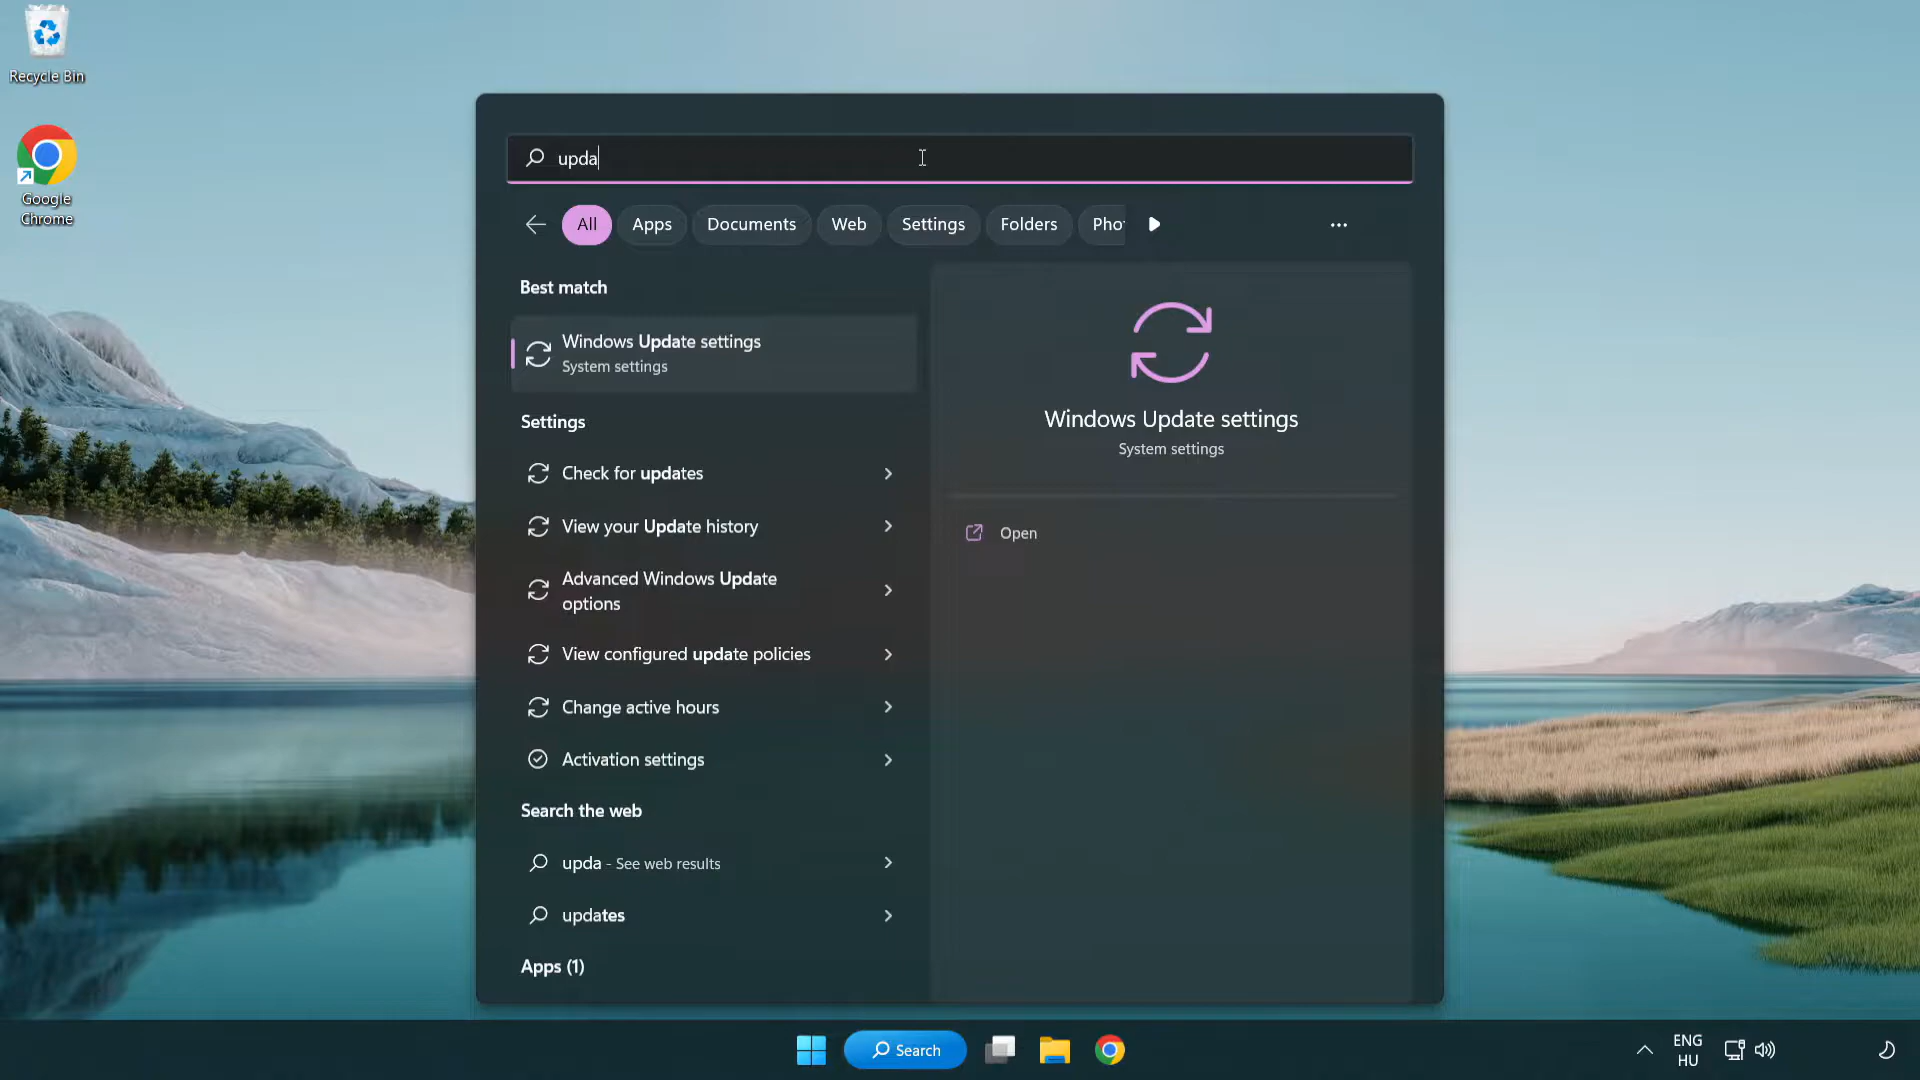 Recycle Bin
Google
Chrome
upda
All
Apps
Documents
Web
Settings
Folders
Pho
Best match
Windows Update settings
System settings
Settings
Check for updates
View your Update history
Advanced Windows Update
options
View configured update policies
Change active hours
Activation settings
Search the web
upda - See web results
updates
Apps (1)
Windows Update settings
System settings
Open
Search
ENG
HU